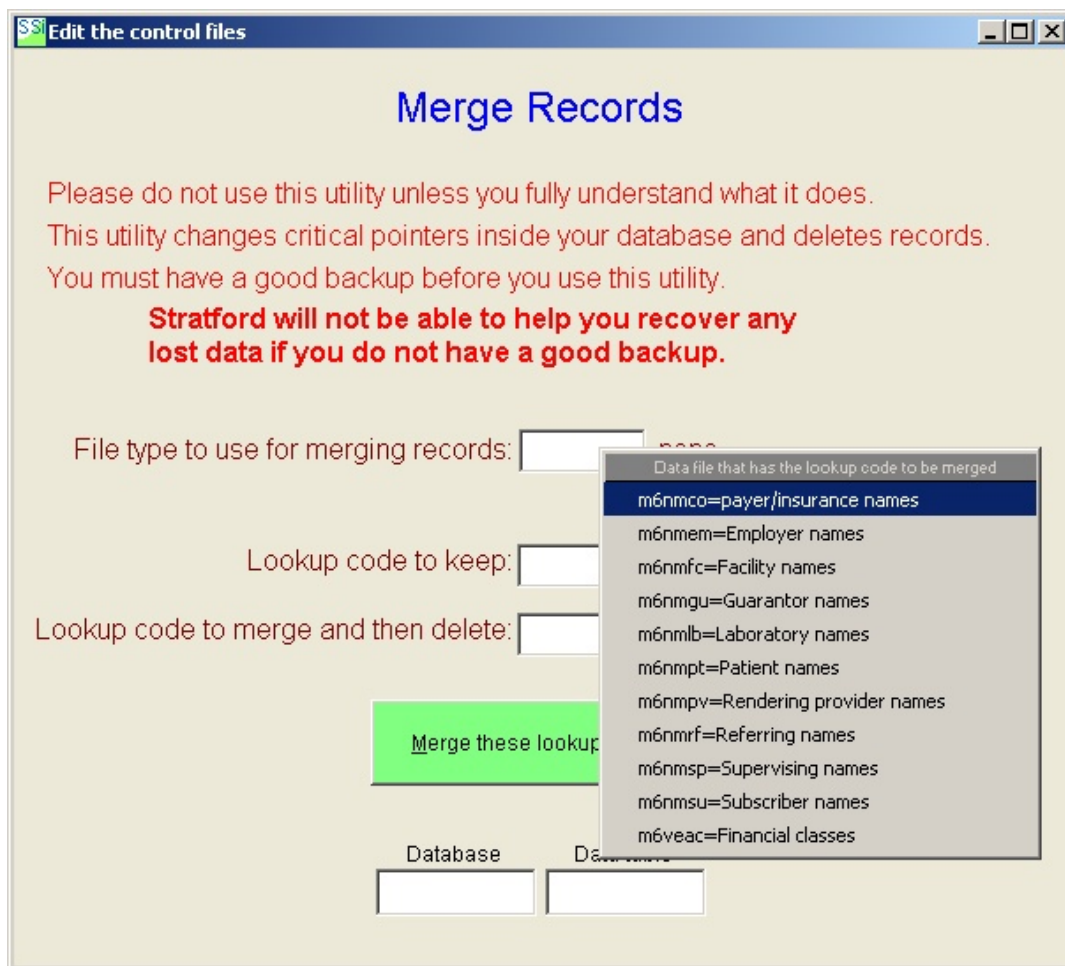 SSi Edit the control files
Merge Records
Please do not use this utility unless you fully understand what it does.
This utility changes critical pointers inside your database and deletes records.
You must have a good backup before you use this utility.
Stratford will not be able to help you recover any
lost data if you do not have a good backup.
File type to use for merging records:
Data file that has the lookup code to be merged
m6nmco=payer/insurance names
m6nmem=Employer names
m6nmfc=Facility names
m6nmgu=Guarantor names
m6nmlb=Laboratory names
m6nmpt=Patient names
m6nmpv=Rendering provider names
m6nmrf=Referring names
m6nmsp=Supervising names
m6nmsu=Subscriber names
m6veac=Financial classes
Lookup code to keep:
Lookup code to merge and then delete:
Merge these lookup
Database